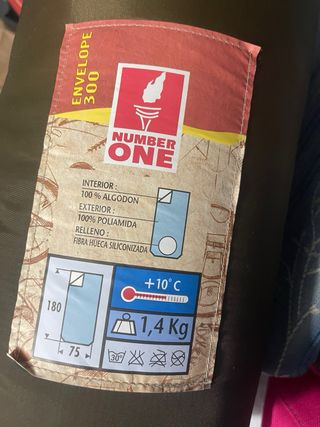 ENVELOPE
300
NUMBER
ONE
INTERIOR :
100 % ALGODON
EXTERIOR :
100% POLIAMIDA
RELLENO :
FIBRA HUECA SILICONIZADA
180
75
+10°C
1,4 Kg
30°